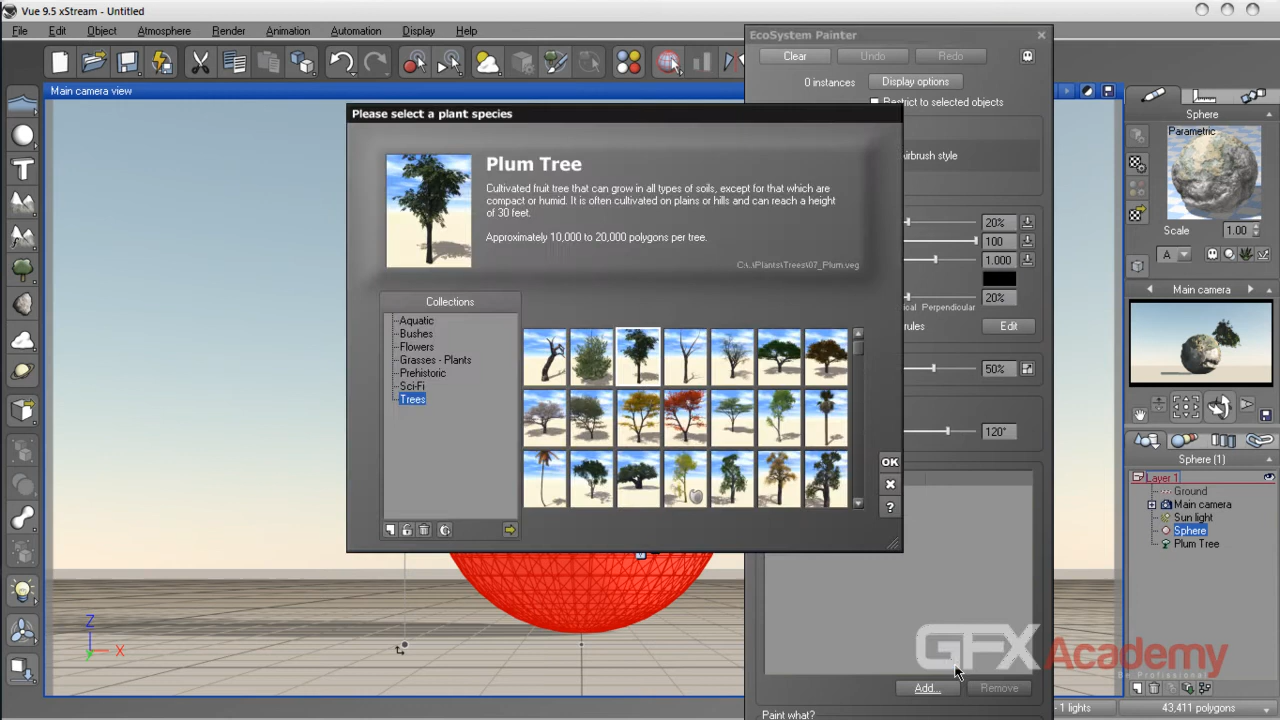 Vue 9.5 xStream - Untitled
File Edit Object Atmosphere Render Animation Automation Display Help
Main camera view
EcoSystem Painter
Clear Undo Redo
0 instances Display options
Restrict to selected objects
Airbrush style
20%
100
1.000
20%
Perpendicular
rules Edit
50%
120°
Add... Remove
Paint what?
Please select a plant species
Plum Tree
Cultivated fruit tree that can grow in all types of soils, except for that which are
compact or humid. It is often cultivated on plains or hills and can reach a height
of 30 feet.
Approximately 10,000 to 20,000 polygons per tree.
C:\..\Plants\Trees\07_Plum.veg
Collections
Aquatic
Bushes
Flowers
Grasses - Plants
Prehistoric
Sci-Fi
Trees
OK
?
Z
X
Y
Sphere
Parametric
Scale 1.00
A
Main camera
Sphere (1)
Layer 1
Ground
Main camera
Sun light
Sphere
Plum Tree
- 1 lights 43,411 polygons
GFXAcademy
Be Profissional